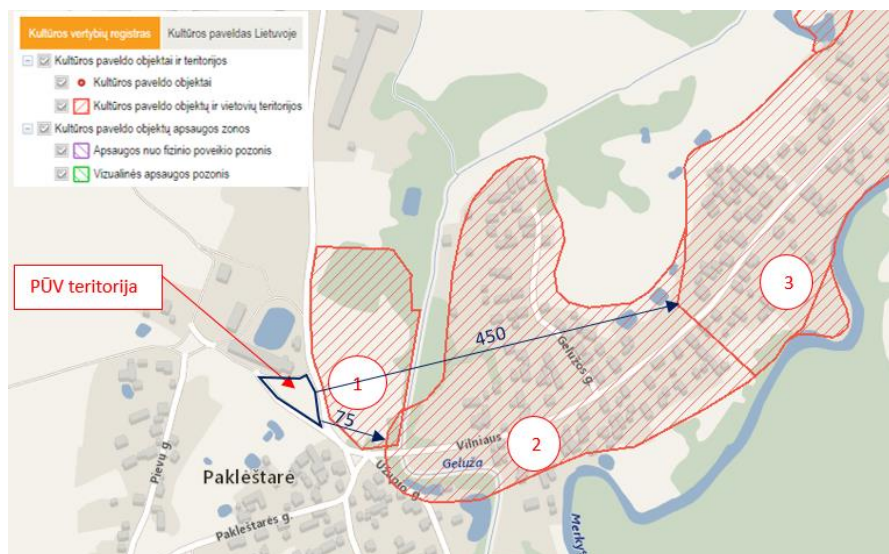 Kultūros vertybių registras
Kultūros paveldas Lietuvoje
Kultūros paveldo objektai ir teritorijos
Kultūros paveldo objektai
Kultūros paveldo objektų ir vietovių teritorijos
Kultūros paveldo objektų apsaugos zonos
Apsaugos nuo fizinio poveikio pozonis
Vizualinės apsaugos pozonis
PŪV teritorija
3
450
Gelužos g.
1
75
Vilniaus
2
Geluža
Pievų g.
Paklėštarė
Užupio g.
Paklėštarės g.